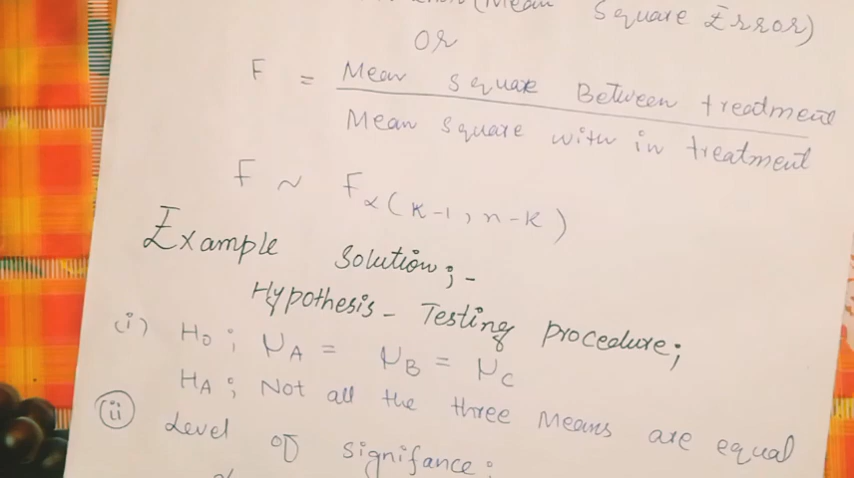 (Mean Square Error)
OR
F = Mean Square Between treatment
Mean Square with in treatment
F ~ F α (K-1, n-K)
Example Solution;-
Hypothesis - Testing procedure;
(i) H₀; μA = μB = μC
HA; Not all the three Means are equal
(ii) Level of signifance;